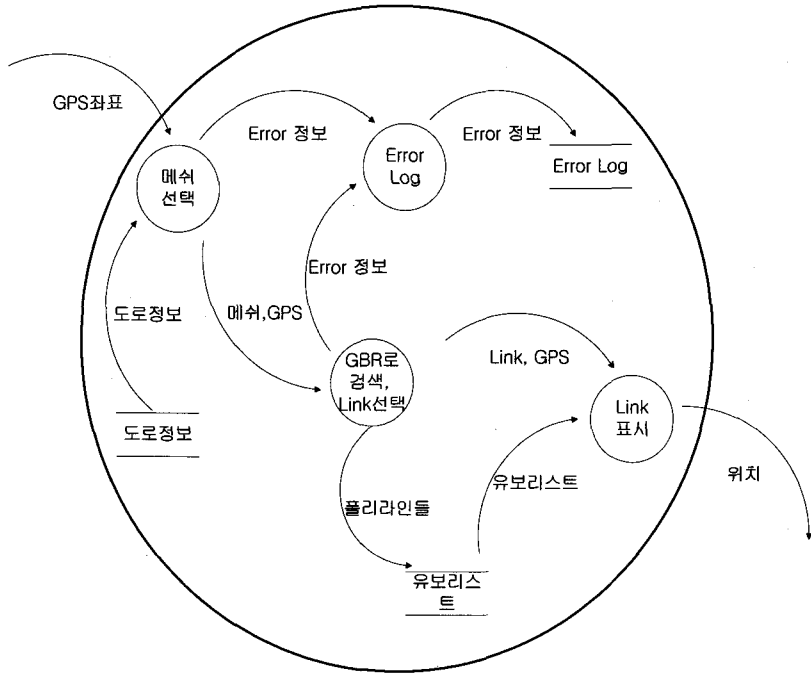 GPS좌표
Error 정보
Error 정보
메쉬
선택
Error
Log
Error Log
Error 정보
도로정보
메쉬,GPS
Link, GPS
GBR로
검색,
Link선택
Link
표시
도로정보
위치
유보리스트
폴리라인들
유보리스
트